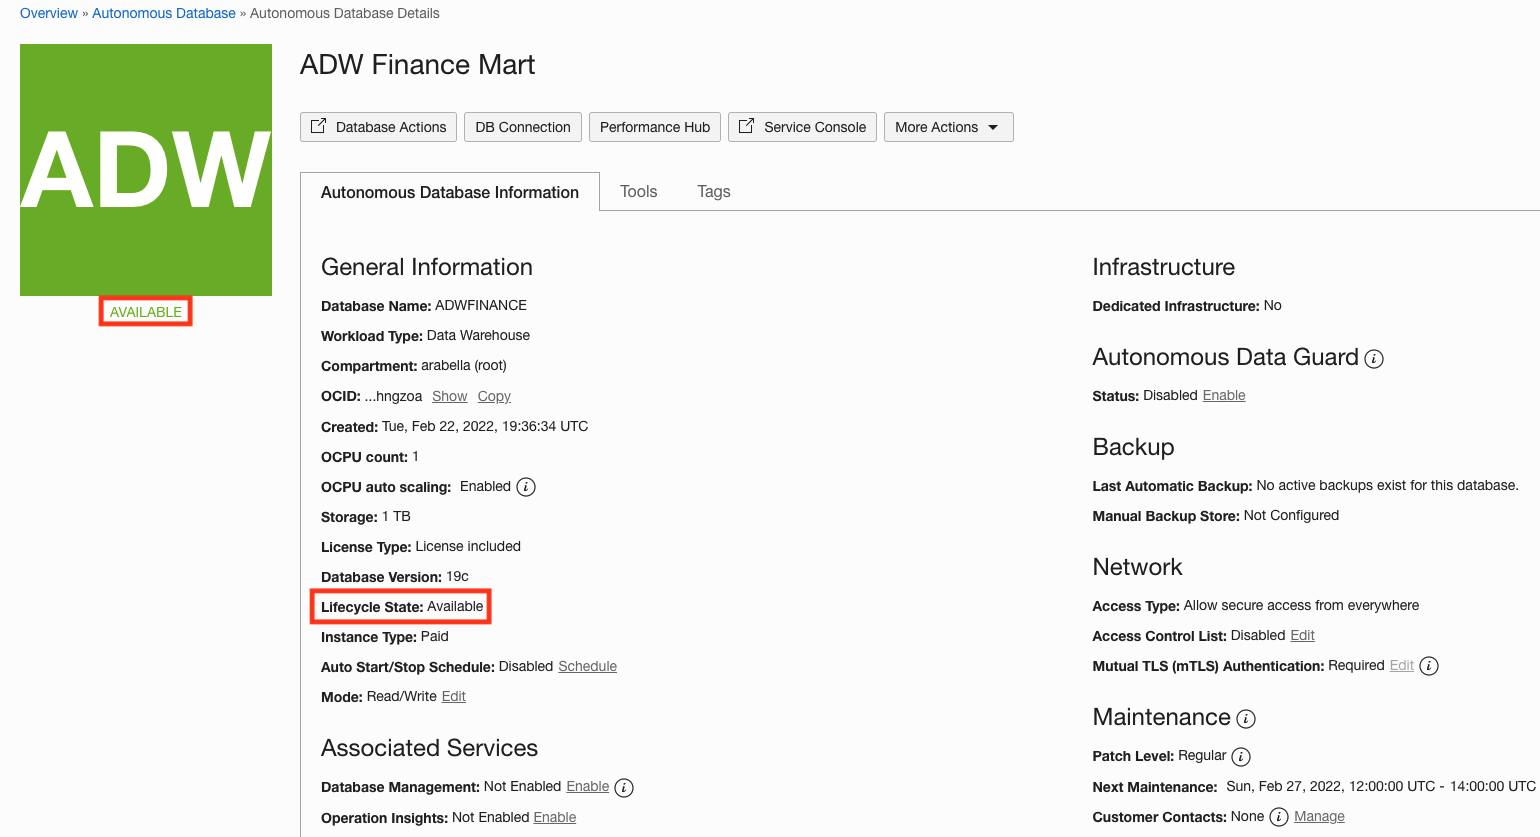 Overview » Autonomous Database » Autonomous Database Details
ADW
AVAILABLE
ADW Finance Mart
Database Actions
DB Connection
Performance Hub
Service Console
More Actions
Autonomous Database Information
Tools
Tags
General Information
Database Name: ADWFINANCE
Workload Type: Data Warehouse
Compartment: arabella (root)
OCID: ...hngzoa Show Copy
Created: Tue, Feb 22, 2022, 19:36:34 UTC
OCPU count: 1
OCPU auto scaling: Enabled i
Storage: 1 TB
License Type: License included
Database Version: 19c
Lifecycle State: Available
Instance Type: Paid
Auto Start/Stop Schedule: Disabled Schedule
Mode: Read/Write Edit
Associated Services
Database Management: Not Enabled Enable i
Operation Insights: Not Enabled Enable
Infrastructure
Dedicated Infrastructure: No
Autonomous Data Guard i
Status: Disabled Enable
Backup
Last Automatic Backup: No active backups exist for this database.
Manual Backup Store: Not Configured
Network
Access Type: Allow secure access from everywhere
Access Control List: Disabled Edit
Mutual TLS (mTLS) Authentication: Required Edit i
Maintenance i
Patch Level: Regular i
Next Maintenance: Sun, Feb 27, 2022, 12:00:00 UTC - 14:00:00 UTC
Customer Contacts: None i Manage